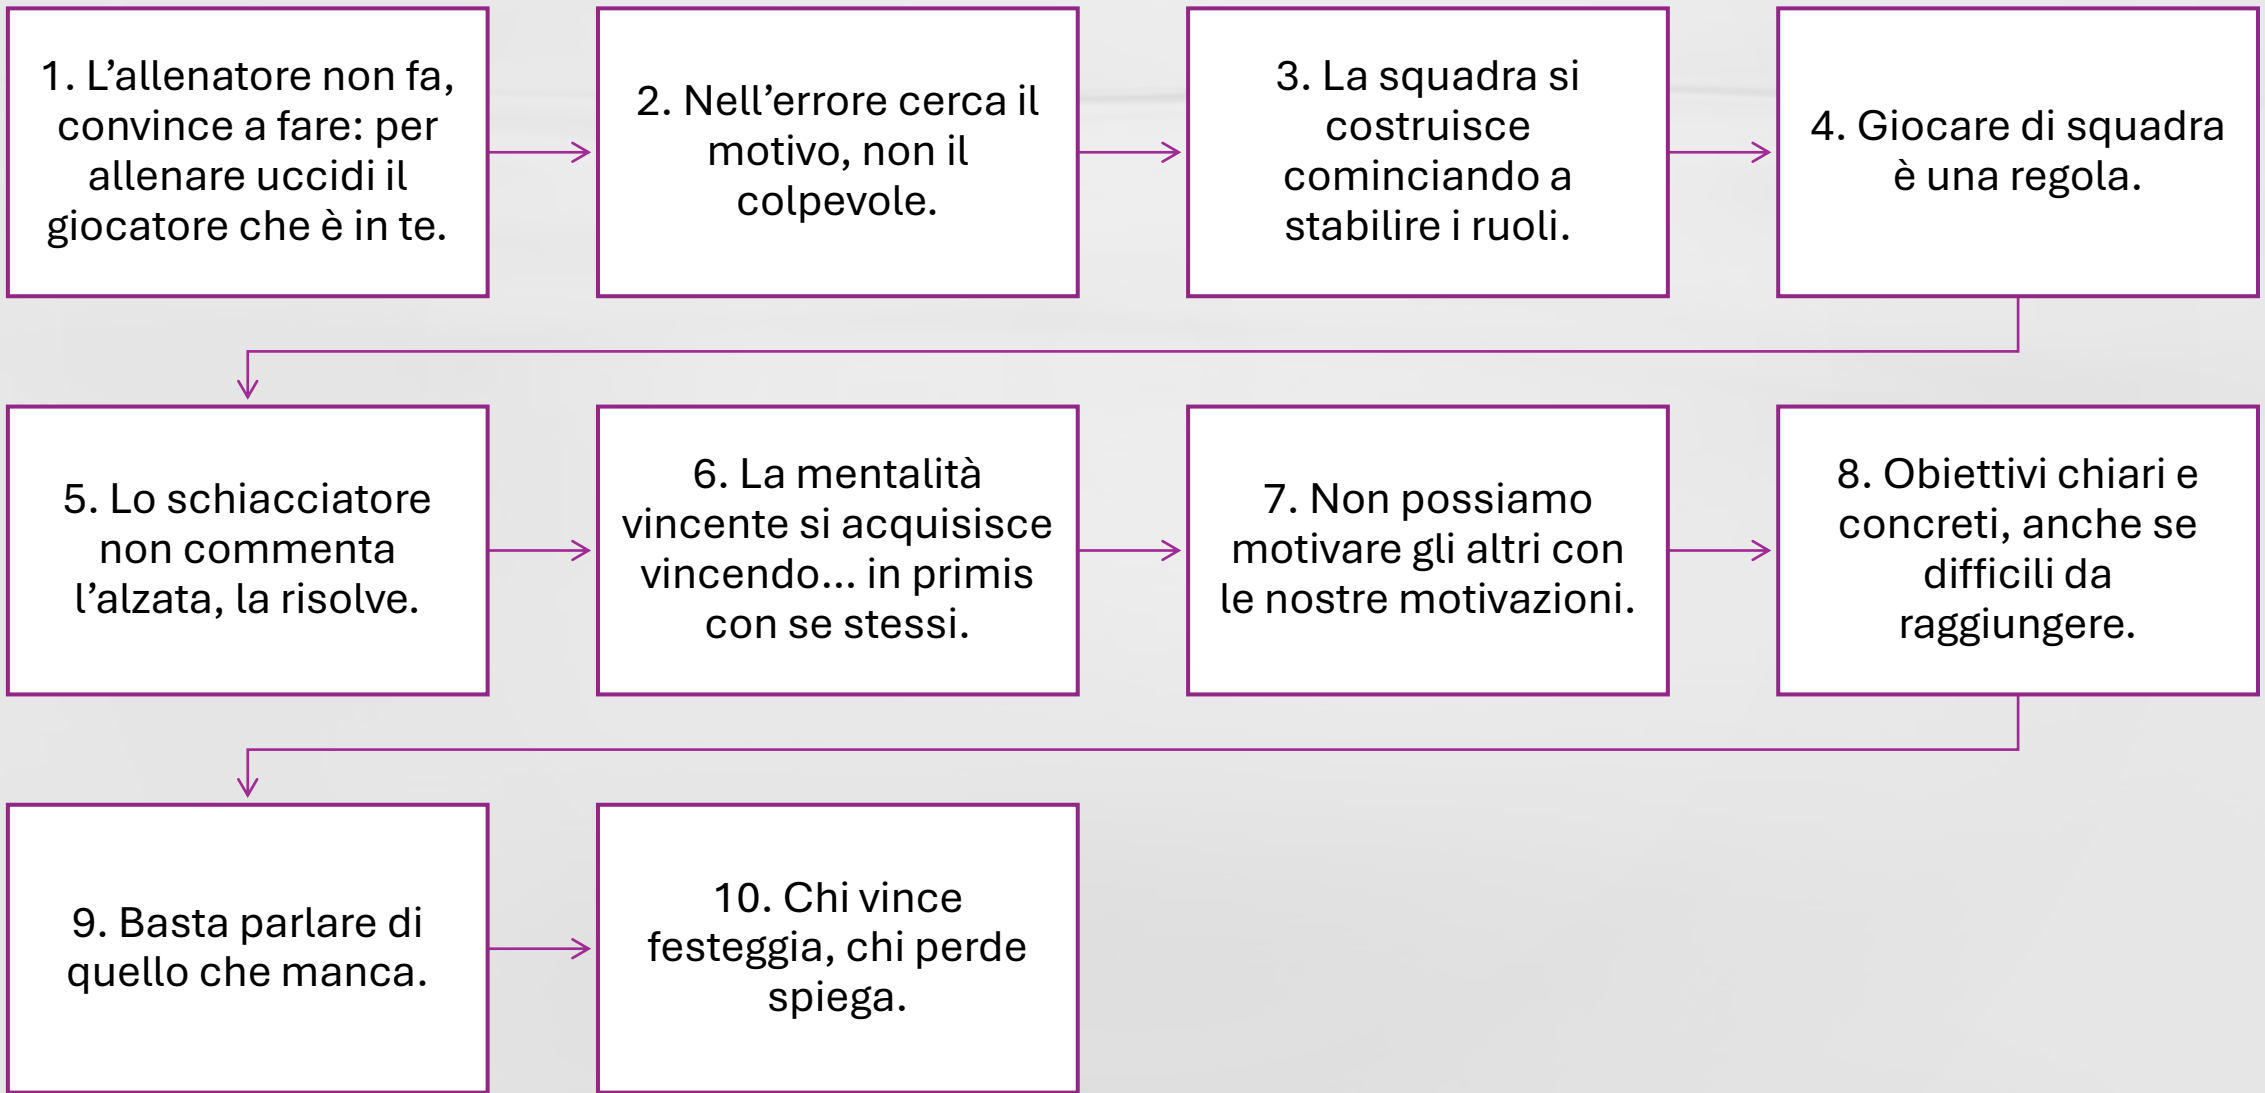 1. L’allenatore non fa,
convince a fare: per
allenare uccidi il
giocatore che è in te.
2. Nell’errore cerca il
motivo, non il
colpevole.
3. La squadra si
costruisce
cominciando a
stabilire i ruoli.
4. Giocare di squadra
è una regola.
5. Lo schiacciatore
non commenta
l’alzata, la risolve.
6. La mentalità
vincente si acquisisce
vincendo... in primis
con se stessi.
7. Non possiamo
motivare gli altri con
le nostre motivazioni.
8. Obiettivi chiari e
concreti, anche se
difficili da
raggiungere.
9. Basta parlare di
quello che manca.
10. Chi vince
festeggia, chi perde
spiega.